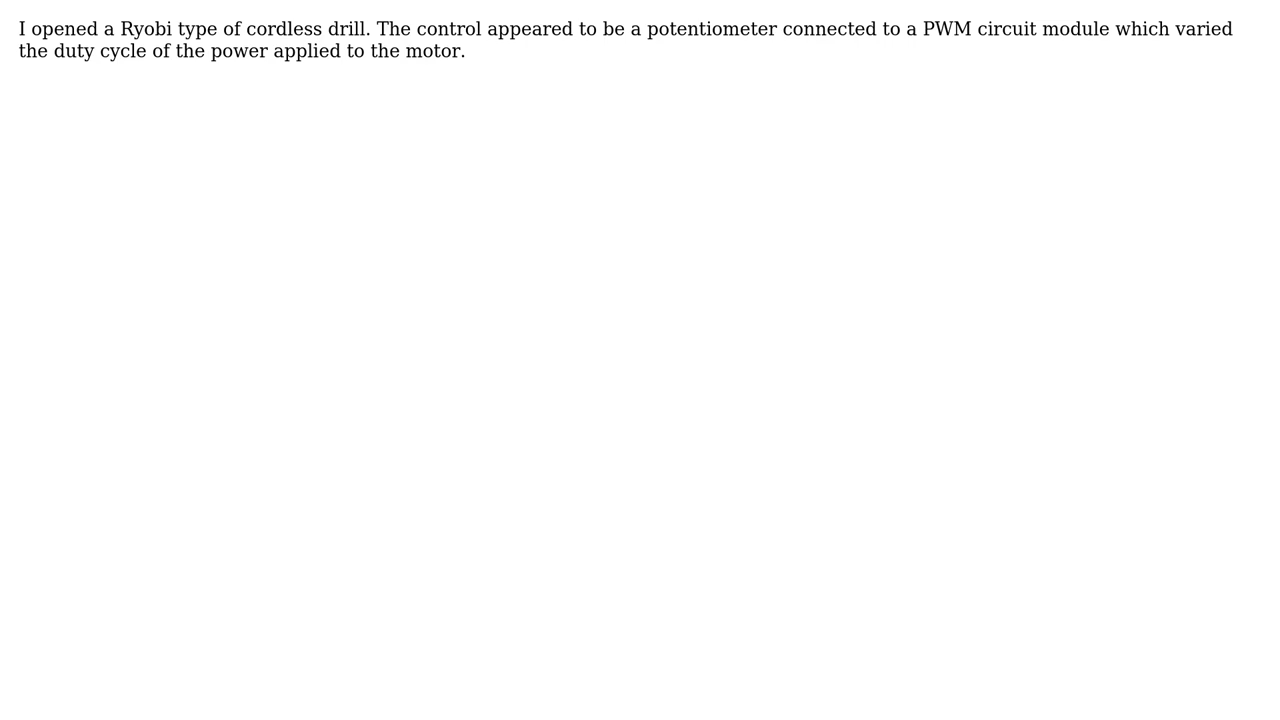 I opened a Ryobi type of cordless drill. The control appeared to be a potentiometer connected to a PWM circuit module which varied
the duty cycle of the power applied to the motor.